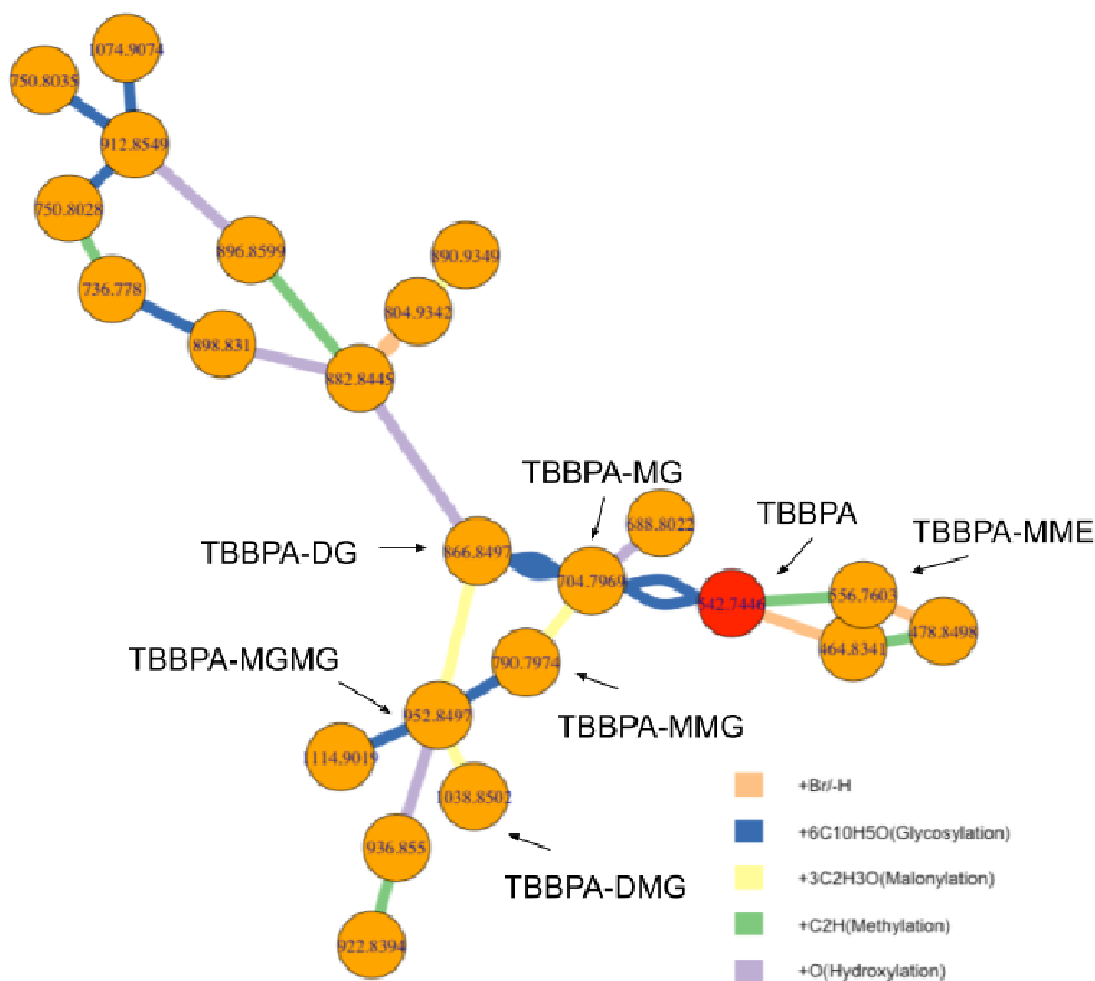 1074.9074
750.8035
912.8549
750.8028
896.8599
890.9349
736.778
804.9342
898.831
882.8445
TBBPA-MG
TBBPA
TBBPA-MME
688.8022
TBBPA-DG
866.8497
704.7969
542.7446
556.7603
478.8498
464.8341
TBBPA-MGMG
790.7974
952.8497
TBBPA-MMG
1114.9019
1038.8502
936.855
TBBPA-DMG
922.8394
+Br/-H
+6C10H5O(Glycosylation)
+3C2H3O(Malonylation)
+C2H(Methylation)
+O(Hydroxylation)